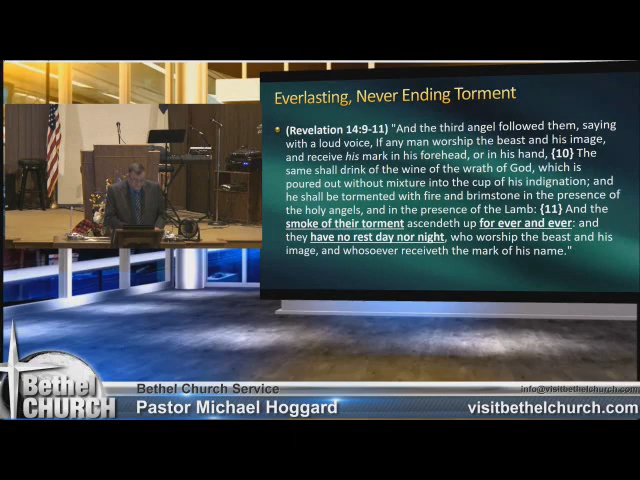 Everlasting, Never Ending Torment
(Revelation 14:9-11) "And the third angel followed them, saying
with a loud voice, If any man worship the beast and his image,
and receive his mark in his forehead, or in his hand, {10} The
same shall drink of the wine of the wrath of God, which is
poured out without mixture into the cup of his indignation; and
he shall be tormented with fire and brimstone in the presence of
the holy angels, and in the presence of the Lamb: {11} And the
smoke of their torment ascendeth up for ever and ever: and
they have no rest day nor night, who worship the beast and his
image, and whosoever receiveth the mark of his name."
Bethel
CHURCH
Bethel Church Service
info@visitbethelchurch.com
Pastor Michael Hoggard
visitbethelchurch.com